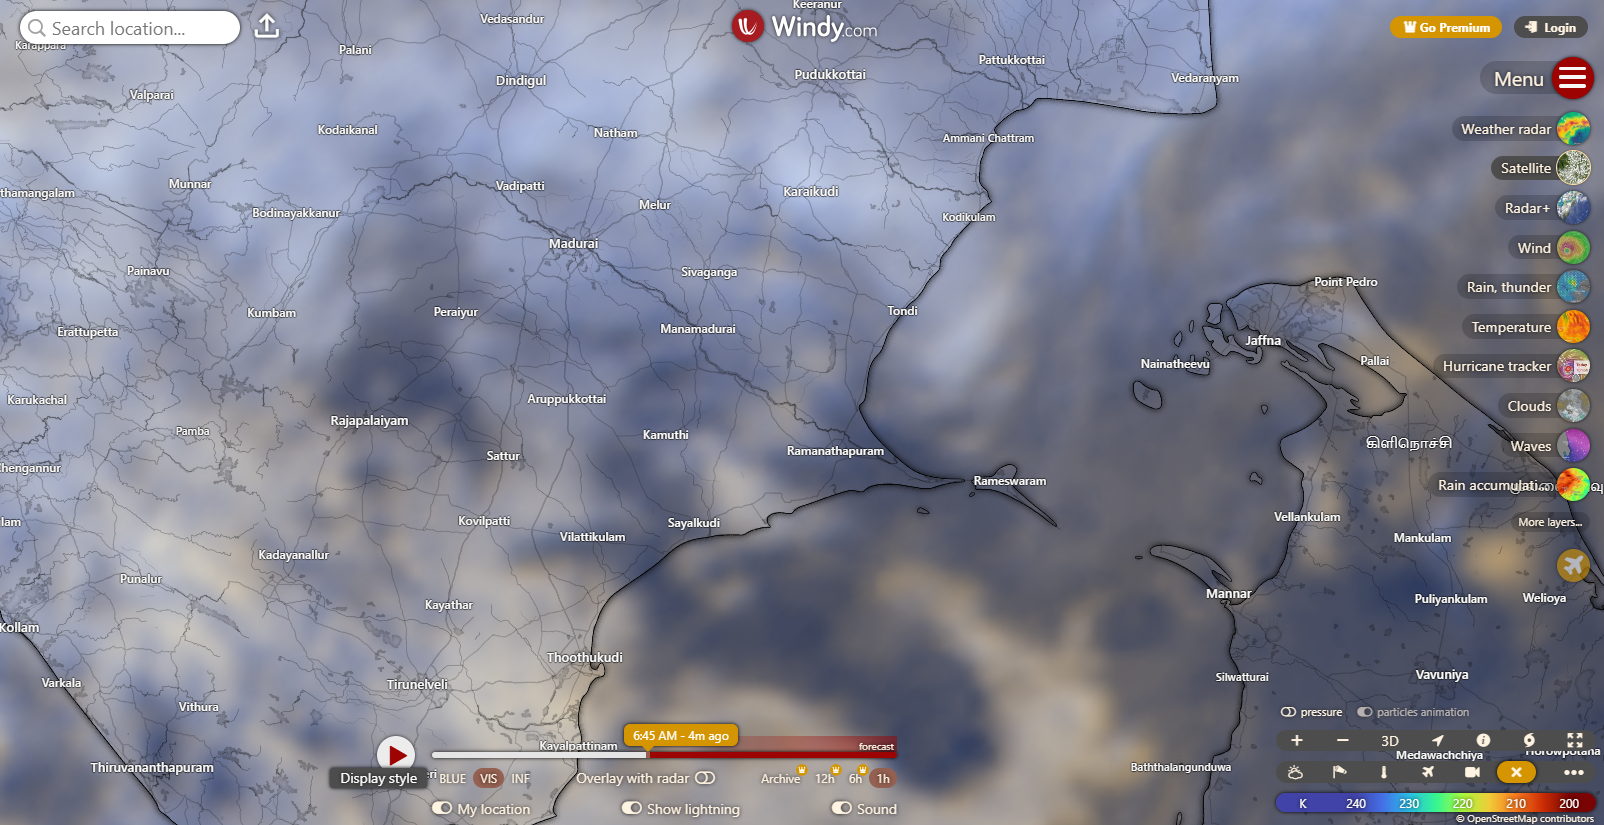 Search location...
Windy.com
Go Premium
Login
Menu
Weather radar
Satellite
Radar+
Wind
Rain, thunder
Temperature
Hurricane tracker
Clouds
Waves
Rain accumulati...
More layers...
Keeranur
Vedasandur
Karappara
Palani
Pattukkottai
Dindigul
Pudukkottai
Vedaranyam
Valparai
Kodaikanal
Natham
Ammani Chattram
thamangalam
Munnar
Vadipatti
Karaikudi
Bodinayakkanur
Melur
Kodikulam
Madurai
Painavu
Sivaganga
Point Pedro
Kumbam
Peraiyur
Tondi
Erattupetta
Manamadurai
Jaffna
Nainatheevu
Pallai
Karukachal
Aruppukkottai
Rajapalaiyam
Pamba
Kamuthi
கிளிநொச்சி
Sattur
Ramanathapuram
Chengannur
Rameswaram
lam
Kovilpatti
Sayalkudi
Vellankulam
Vilattikulam
Mankulam
Kadayanallur
Punalur
Mannar
Puliyankulam
Welioya
Kayathar
Kollam
Thoothukudi
Varkala
Tirunelveli
Silwatturai
Vavuniya
Vithura
Kayalpattinam
Thiruvananthapuram
Baththalangunduwa
Medawachchiya
Horowpotana
6:45 AM - 4m ago
forecast
Display style
eri
BLUE
VIS
INF
Overlay with radar
Archive
12h
6h
1h
My location
Show lightning
Sound
pressure
particles animation
3D
K 240 230 220 210 200
© OpenStreetMap contributors